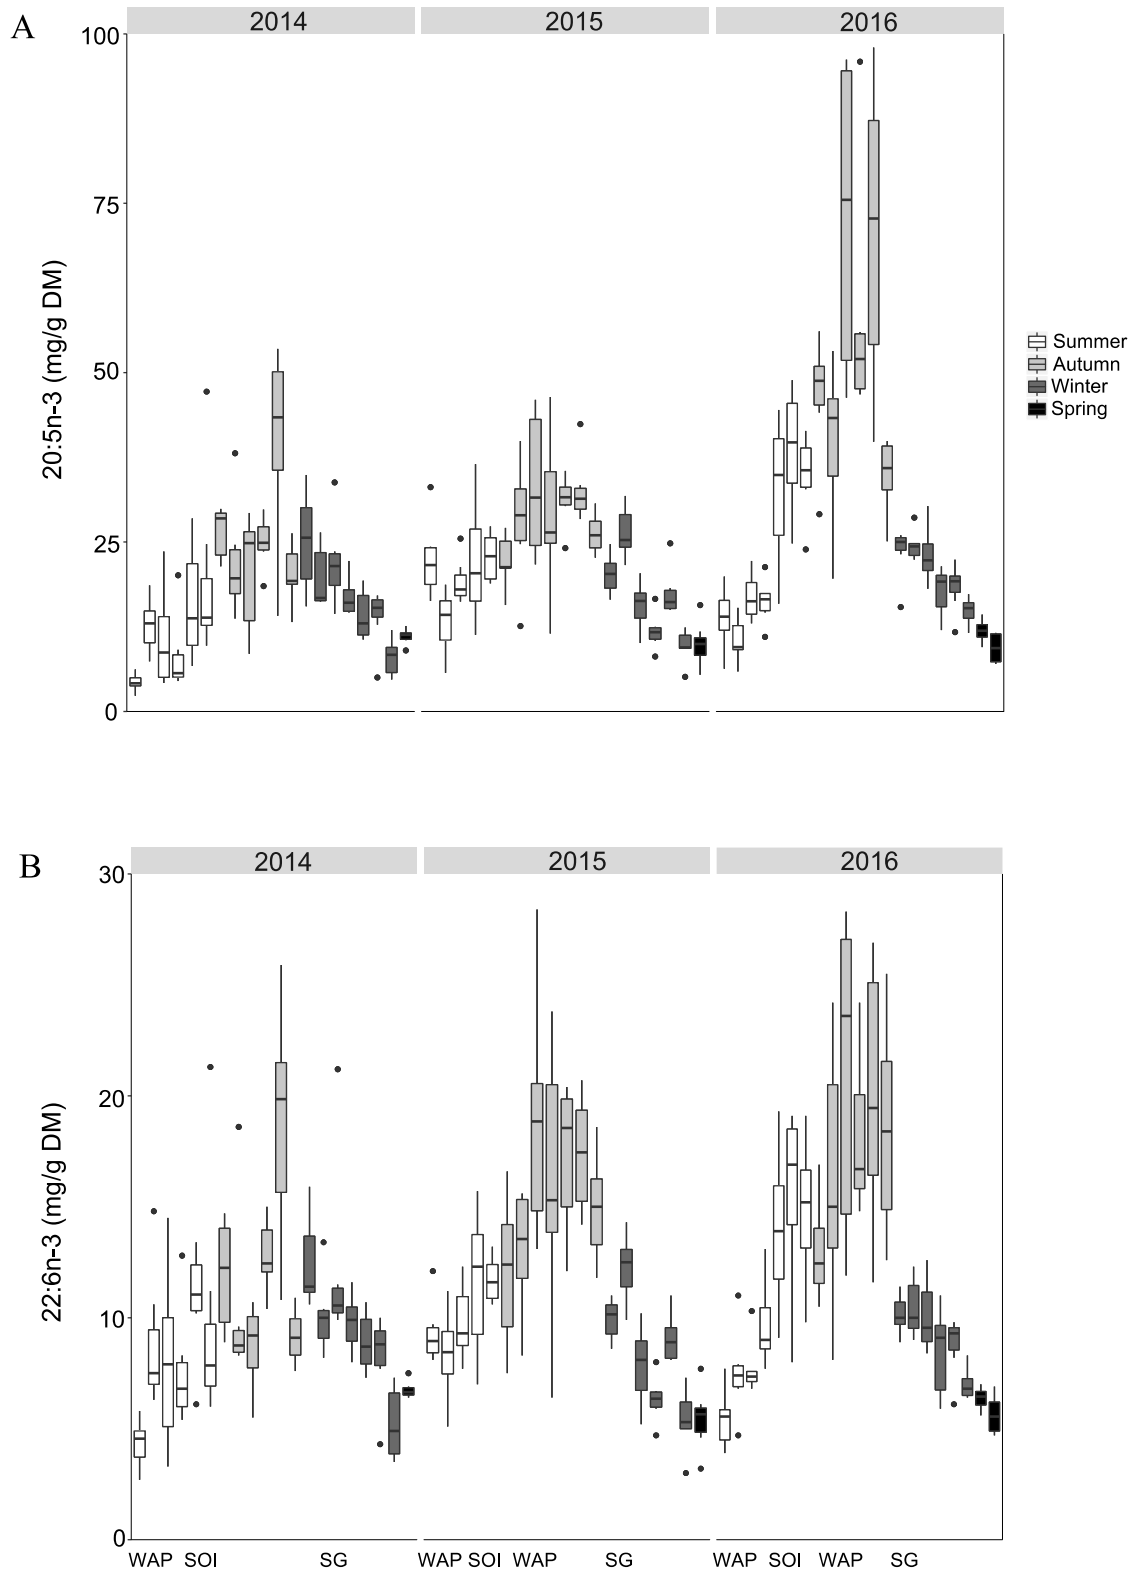 A
2014 2015 2016
100
75
50
25
0
20:5n-3 (mg/g DM)
Summer
Autumn
Winter
Spring
B
2014 2015 2016
30
20
10
0
22:6n-3 (mg/g DM)
WAP SOI SG WAP SOI WAP SG WAP SOI WAP SG